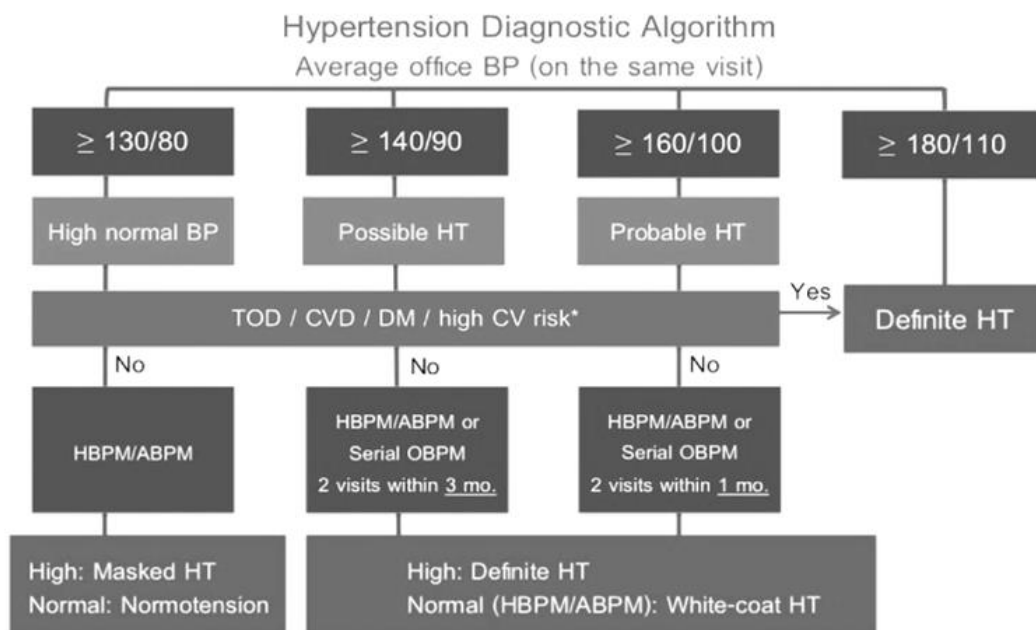 Hypertension Diagnostic Algorithm
Average office BP (on the same visit)
≥ 130/80
≥ 140/90
≥ 160/100
≥ 180/110
High normal BP
Possible HT
Probable HT
TOD / CVD / DM / high CV risk*
Yes
Definite HT
No
No
No
HBPM/ABPM
HBPM/ABPM or
Serial OBPM
2 visits within 3 mo.
HBPM/ABPM or
Serial OBPM
2 visits within 1 mo.
High: Masked HT
Normal: Normotension
High: Definite HT
Normal (HBPM/ABPM): White-coat HT